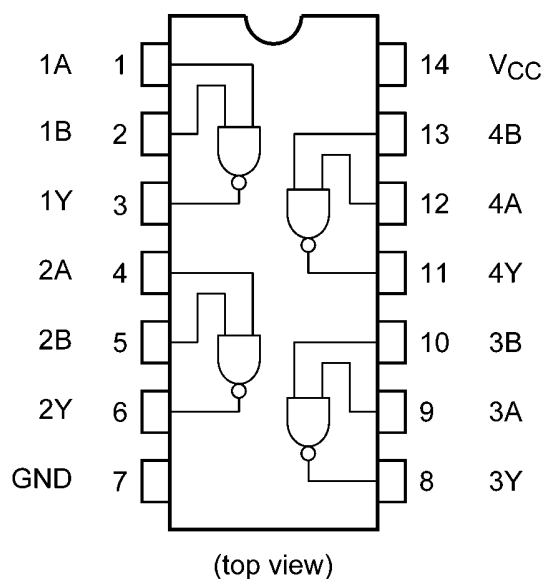 1A 1 14 VCC
1B 2 13 4B
1Y 3 12 4A
2A 4 11 4Y
2B 5 10 3B
2Y 6 9 3A
GND 7 8 3Y
(top view)